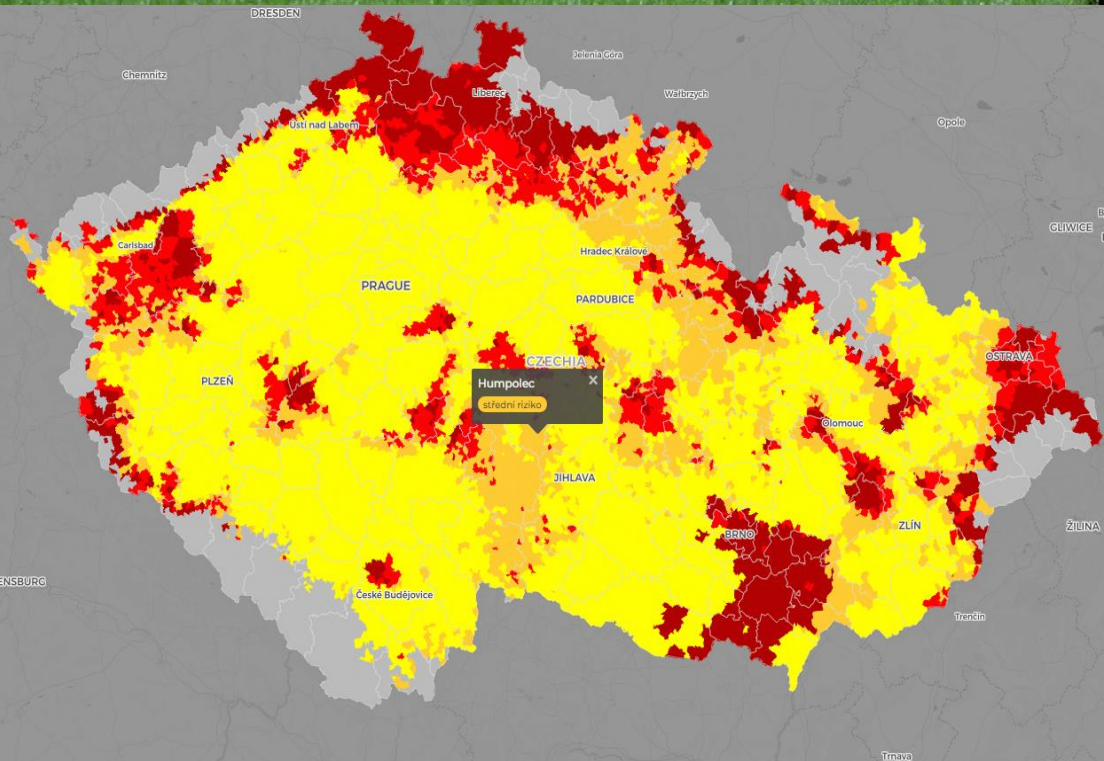 DRESDEN
Jelenia Góra
Chemnitz
Liberec
Wałbrzych
Ústí nad Labem
Opole
GLIWICE
Carlsbad
Hradec Králové
PRAGUE
PARDUBICE
CZECHIA
OSTRAVA
PLZEŇ
Humpolec
×
střední riziko
Olomouc
JIHLAVA
ZLÍN
ŽILINA
BRNO
ENSBURG
České Budějovice
Trenčín
Trnava